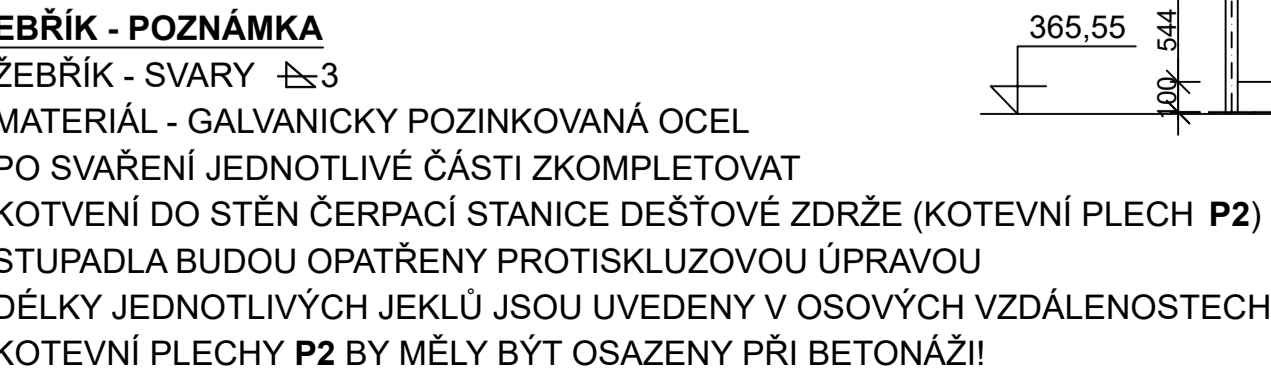 EBŘÍK - POZNÁMKA
ŽEBŘÍK - SVARY 3
MATERIÁL - GALVANICKY POZINKOVANÁ OCEL
PO SVAŘENÍ JEDNOTLIVÉ ČÁSTI ZKOMPLETOVAT
KOTVENÍ DO STĚN ČERPACÍ STANICE DEŠŤOVÉ ZDRŽE (KOTEVNÍ PLECH P2)
STUPADLA BUDOU OPATŘENY PROTISKLUZOVOU ÚPRAVOU
DÉLKY JEDNOTLIVÝCH JEKLŮ JSOU UVEDENY V OSOVÝCH VZDÁLENOSTECH
KOTEVNÍ PLECHY P2 BY MĚLY BÝT OSAZENY PŘI BETONÁŽI!
365,55
544
100